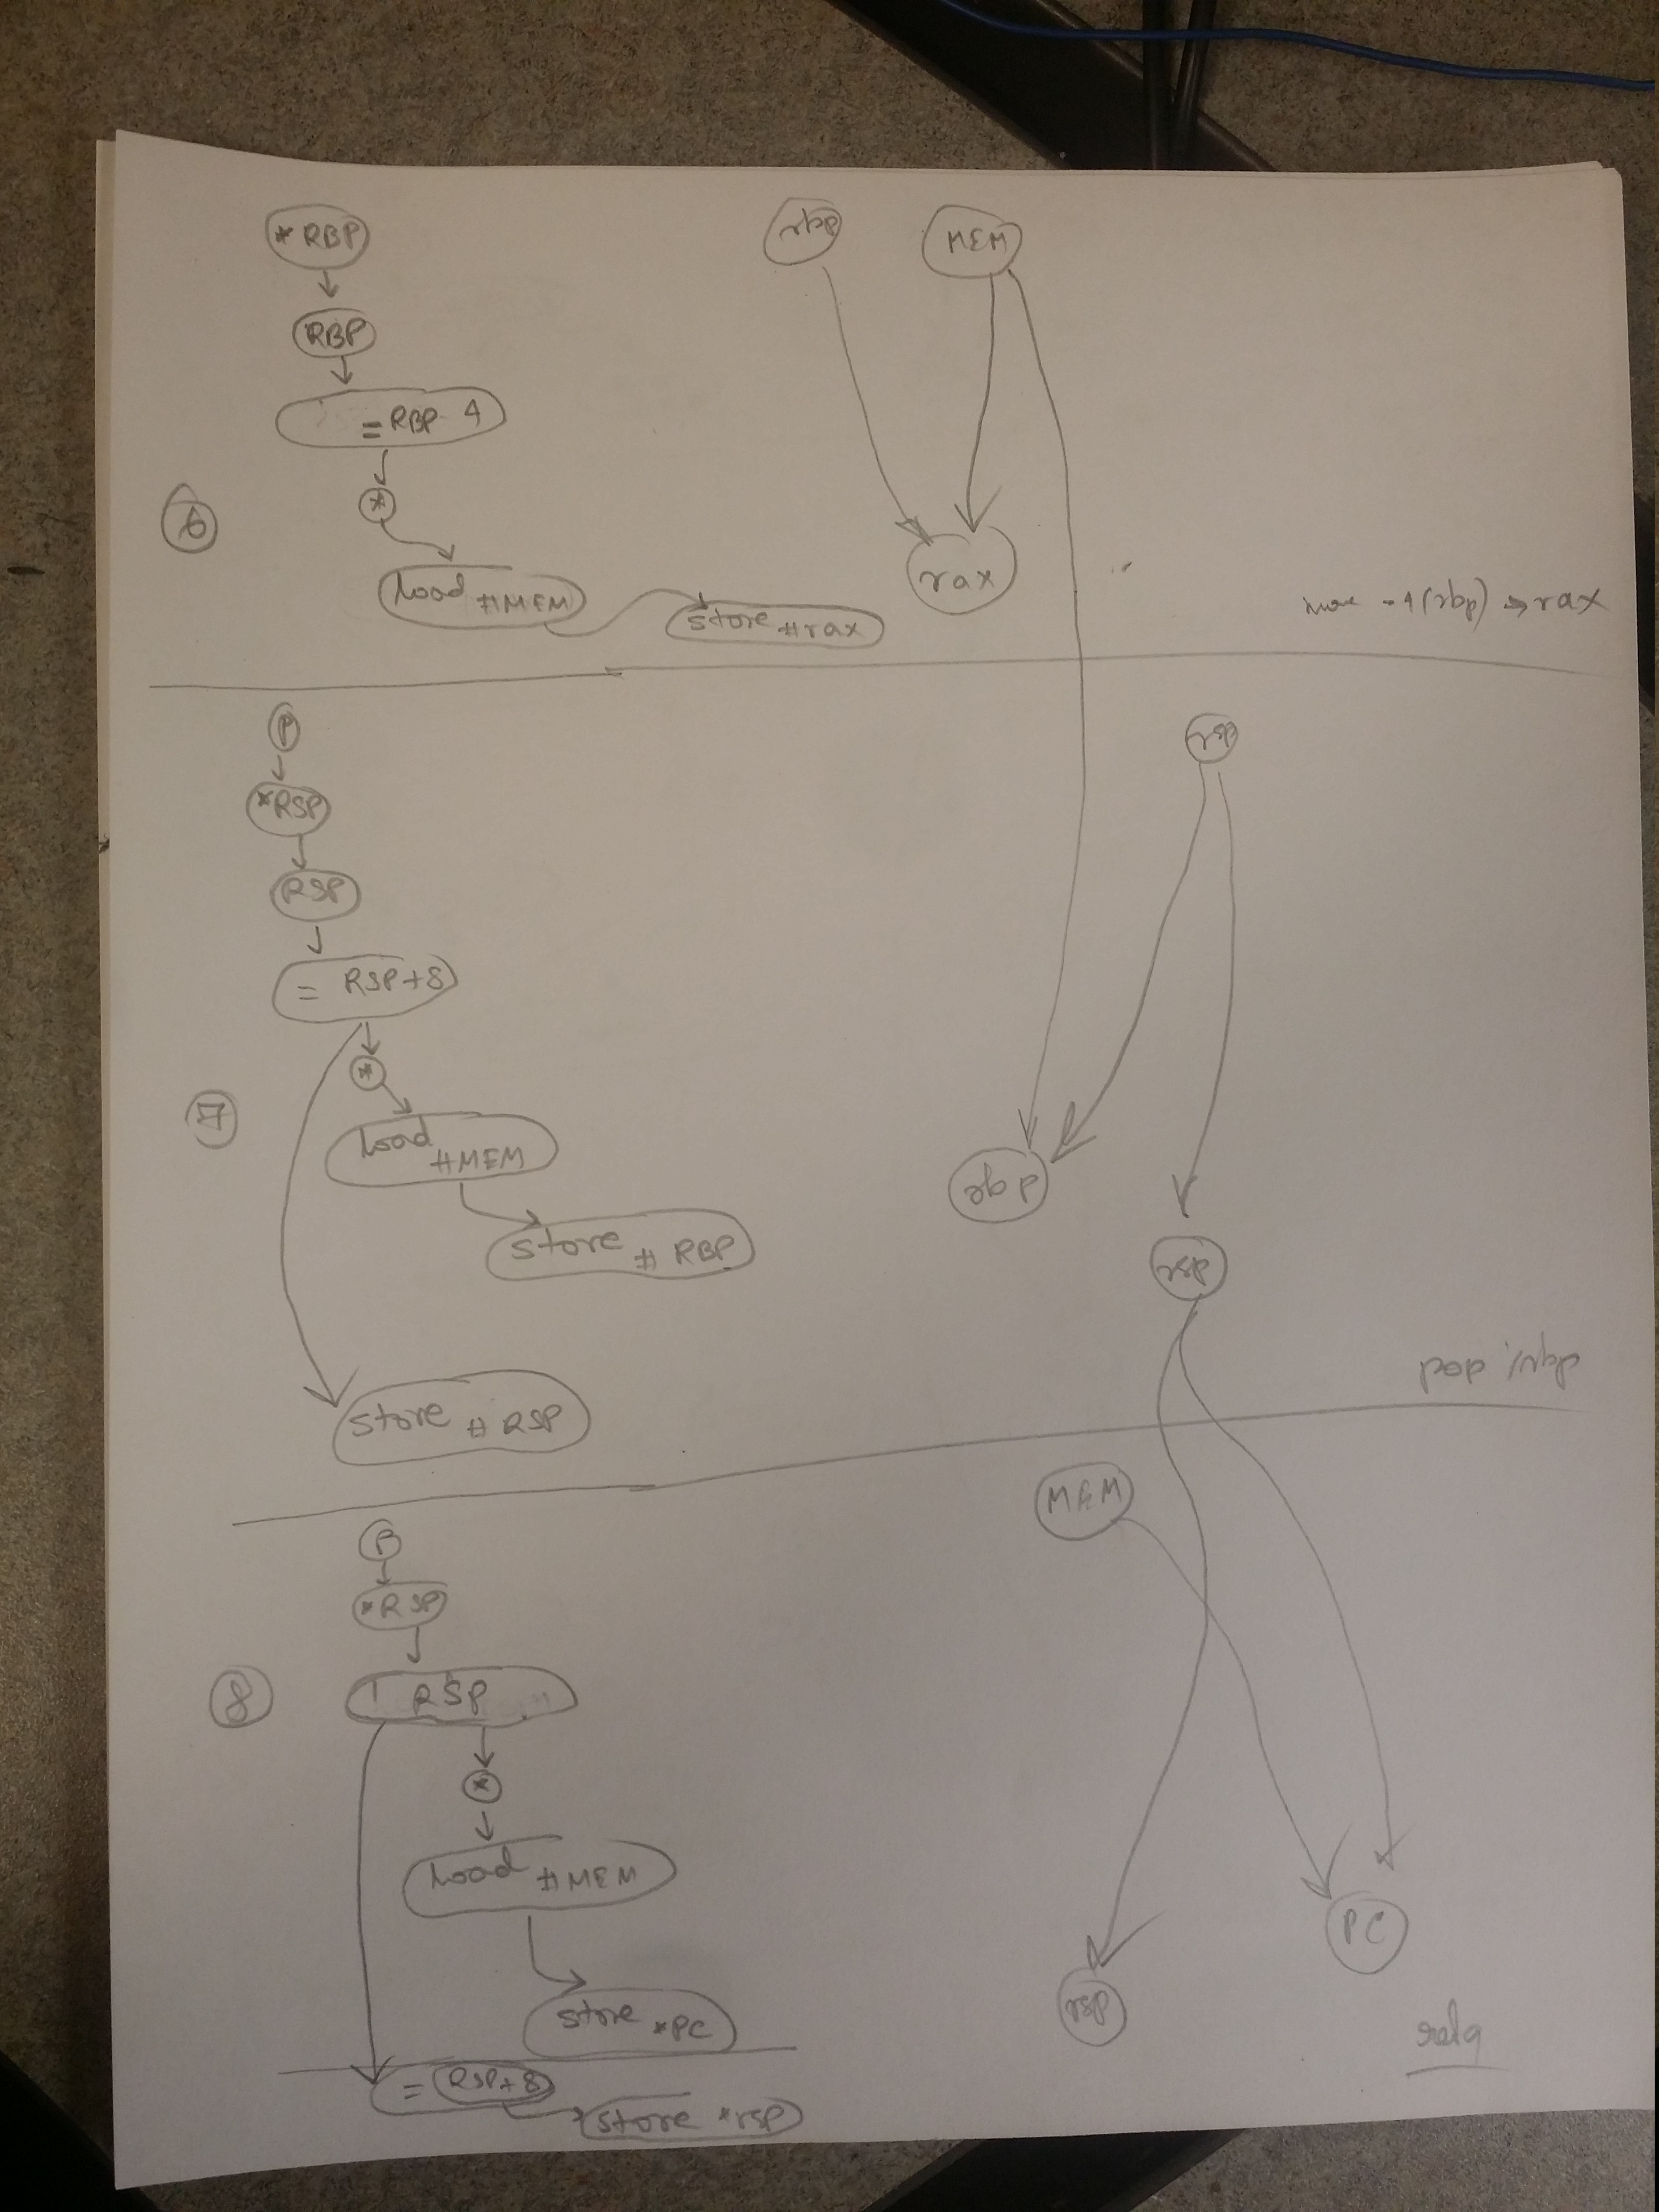 *RBP
rbp
MEM
RBP
= RBP 4
*
6
load #MEM
store #rax
rax
move -4(rbp) → rax
P
*RSP
rsp
RSP
= RSP+8
*
7
load #MEM
rbp
store # RBP
rsp
pop %rbp
store # RSP
MEM
P
*RSP
8
RSP
*
load #MEM
PC
store *PC
rsp
retq
= RSP+8
store *rsp